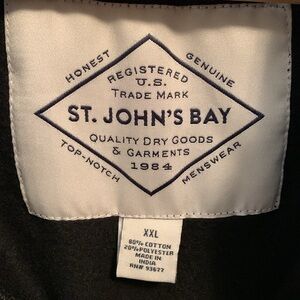 HONEST GENUINE
REGISTERED
U.S.
TRADE MARK
ST. JOHN'S BAY
QUALITY DRY GOODS
& GARMENTS
1984
TOP-NOTCH MENSWEAR
XXL
80% COTTON
20% POLYESTER
MADE IN
INDIA
RN# 93677